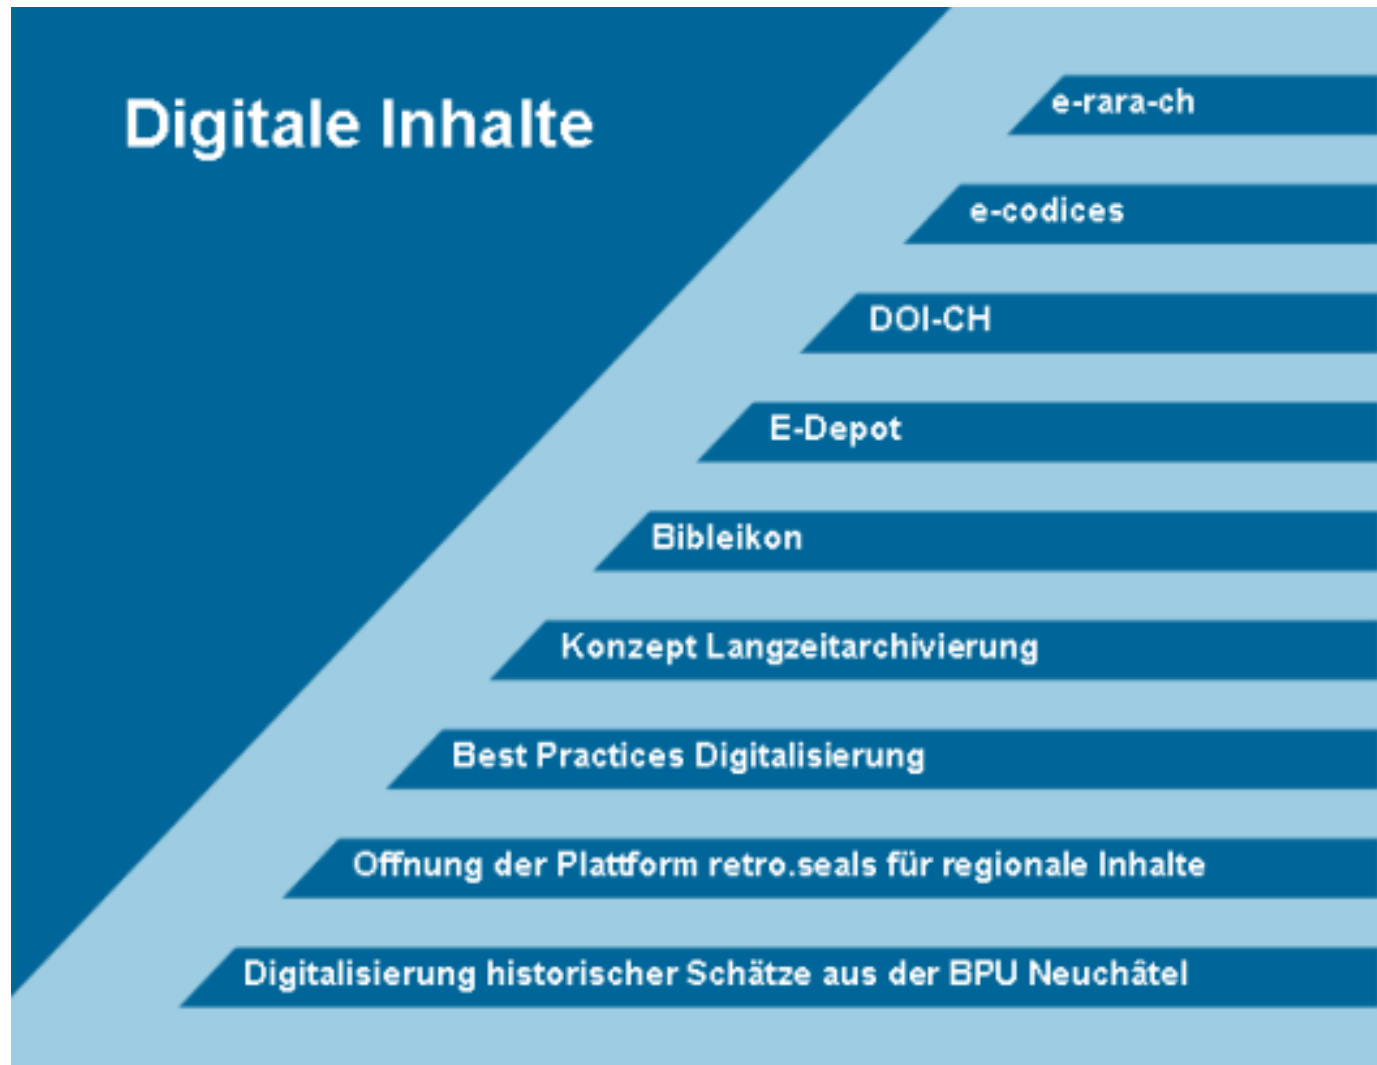 Digitale Inhalte
e-rara-ch
e-codices
DOI-CH
E-Depot
Bibleikon
Konzept Langzeitarchivierung
Best Practices Digitalisierung
Offnung der Plattform retro.seals für regionale Inhalte
Digitalisierung historischer Schätze aus der BPU Neuchâtel